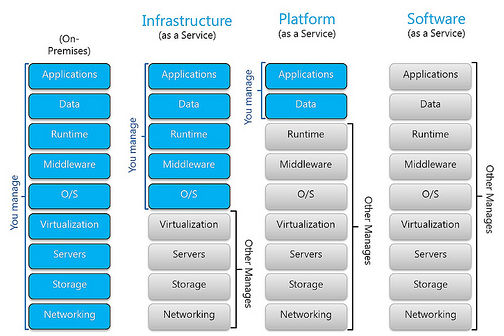 (On-
Premises)
You manage
Applications
Data
Runtime
Middleware
O/S
Virtualization
Servers
Storage
Networking
Infrastructure
(as a Service)
You manage
Applications
Data
Runtime
Middleware
O/S
Virtualization
Servers
Storage
Networking
Other Manages
Platform
(as a Service)
You manage
Applications
Data
Runtime
Middleware
O/S
Virtualization
Servers
Storage
Networking
Other Manages
Software
(as a Service)
Applications
Data
Runtime
Middleware
O/S
Virtualization
Servers
Storage
Networking
Other Manages